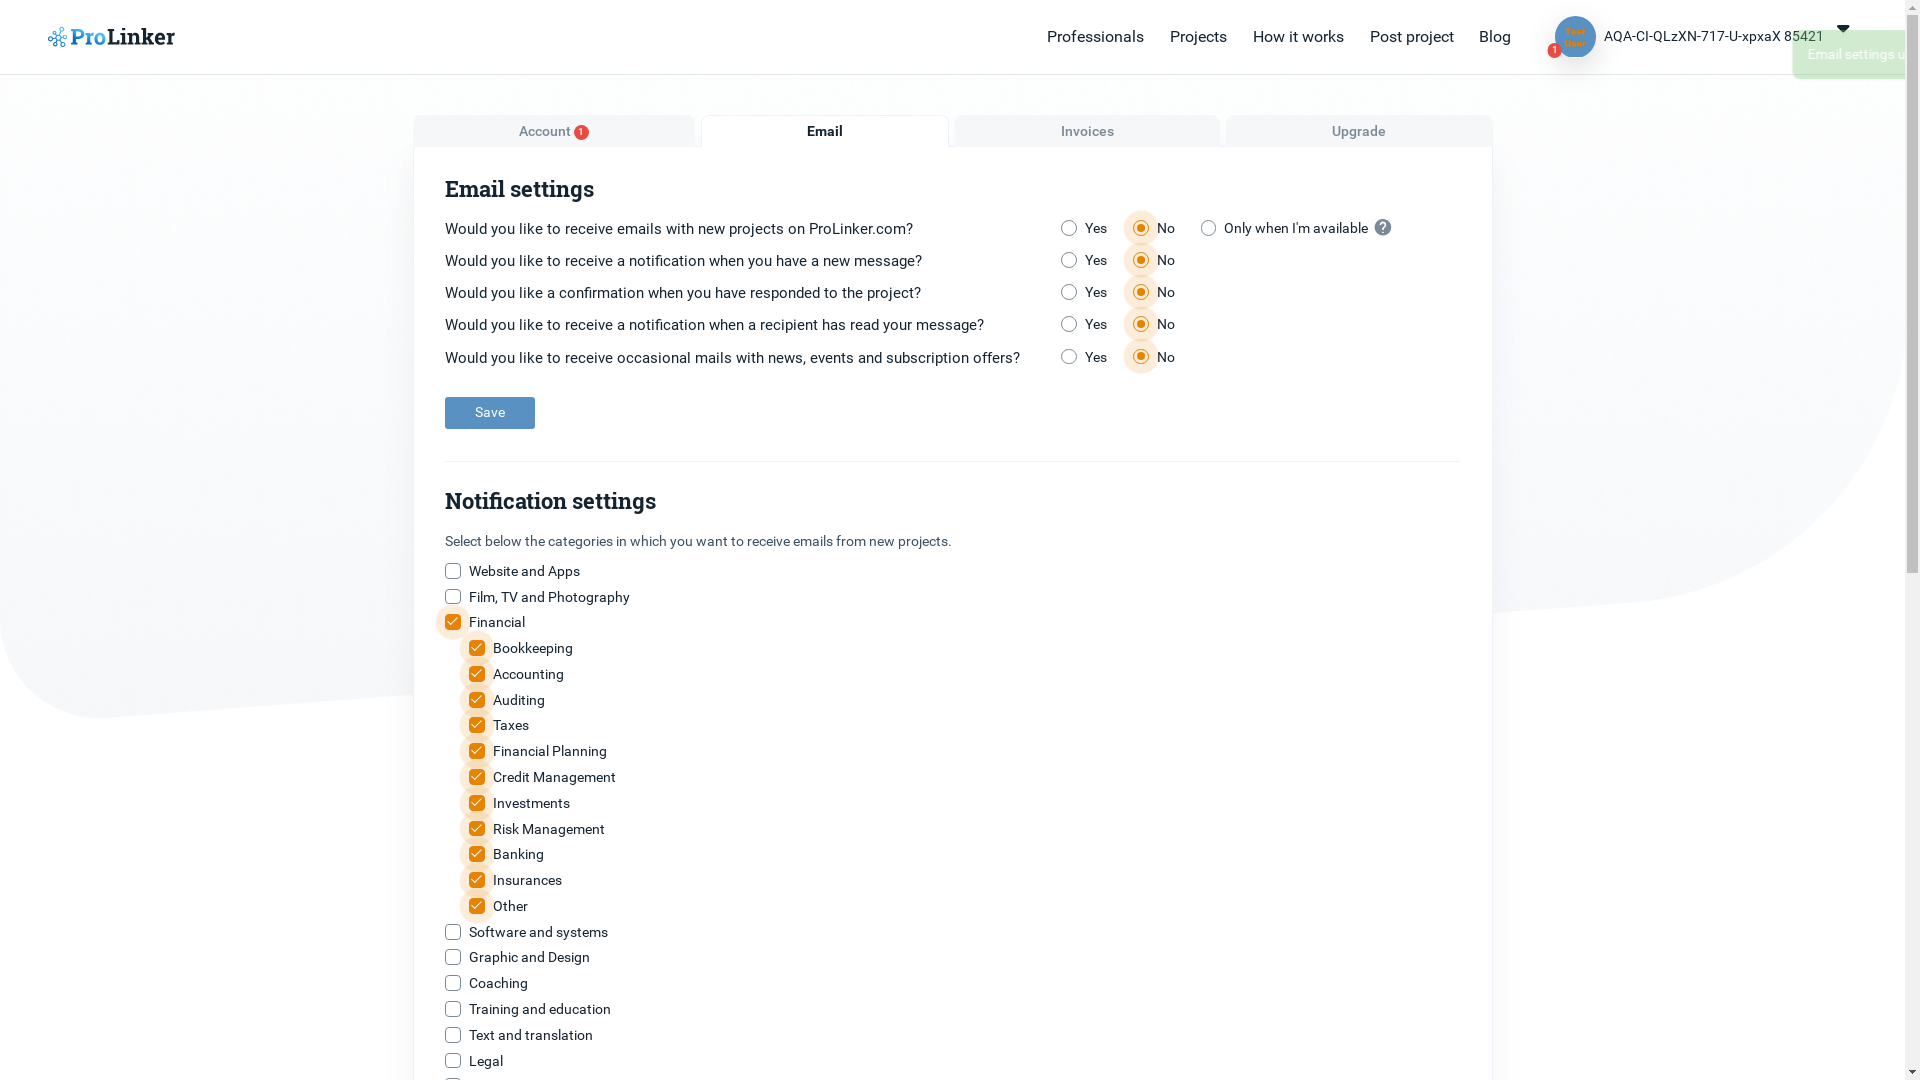 ProLinker
Professionals Projects How it works Post project Blog
1
AQA-CI-QLzXN-717-U-xpxaX 85421
Email settings u
Account 1
Email
Invoices
Upgrade
Email settings
Would you like to receive emails with new projects on ProLinker.com? Yes No Only when I'm available ?
Would you like to receive a notification when you have a new message? Yes No
Would you like a confirmation when you have responded to the project? Yes No
Would you like to receive a notification when a recipient has read your message? Yes No
Would you like to receive occasional mails with news, events and subscription offers? Yes No
Save
Notification settings
Select below the categories in which you want to receive emails from new projects.
Website and Apps
Film, TV and Photography
Financial
Bookkeeping
Accounting
Auditing
Taxes
Financial Planning
Credit Management
Investments
Risk Management
Banking
Insurances
Other
Software and systems
Graphic and Design
Coaching
Training and education
Text and translation
Legal